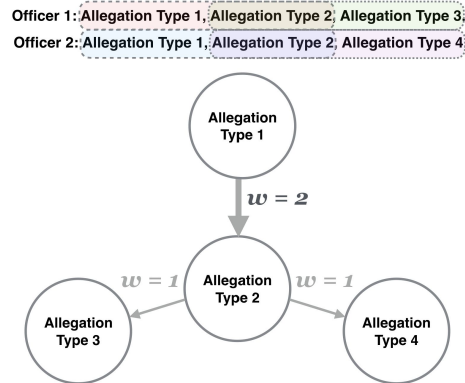 Officer 1: Allegation Type 1, Allegation Type 2, Allegation Type 3,
Officer 2: Allegation Type 1, Allegation Type 2, Allegation Type 4
Allegation
Type 1
w = 2
w = 1
Allegation
Type 2
w = 1
Allegation
Type 3
Allegation
Type 4